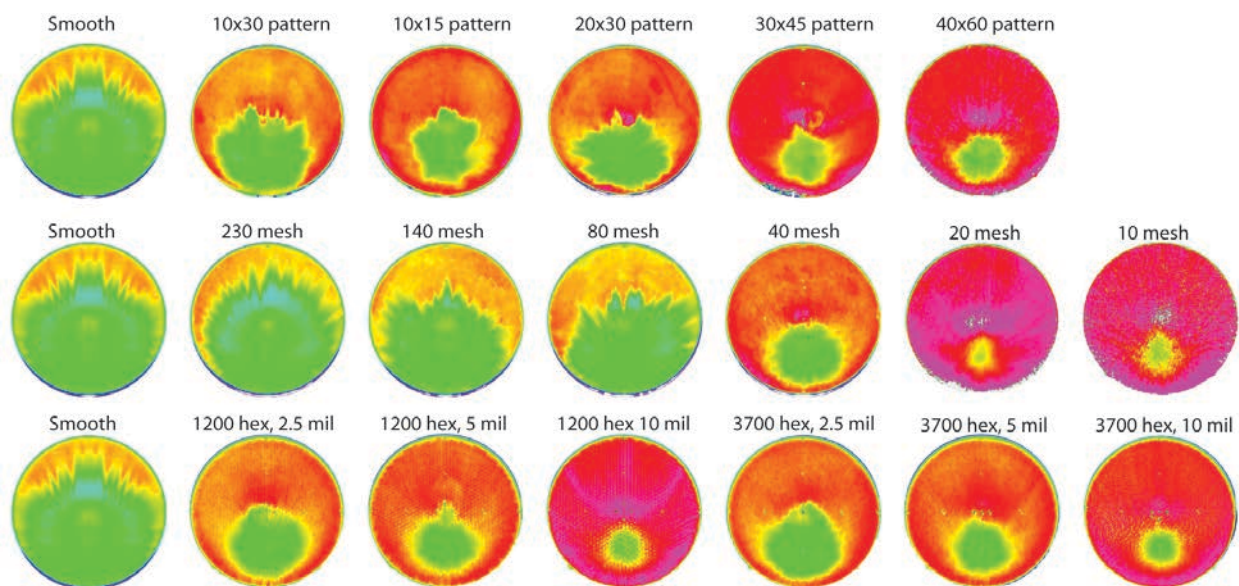 Smooth 10x30 pattern 10x15 pattern 20x30 pattern 30x45 pattern 40x60 pattern
Smooth 230 mesh 140 mesh 80 mesh 40 mesh 20 mesh 10 mesh
Smooth 1200 hex, 2.5 mil 1200 hex, 5 mil 1200 hex 10 mil 3700 hex, 2.5 mil 3700 hex, 5 mil 3700 hex, 10 mil